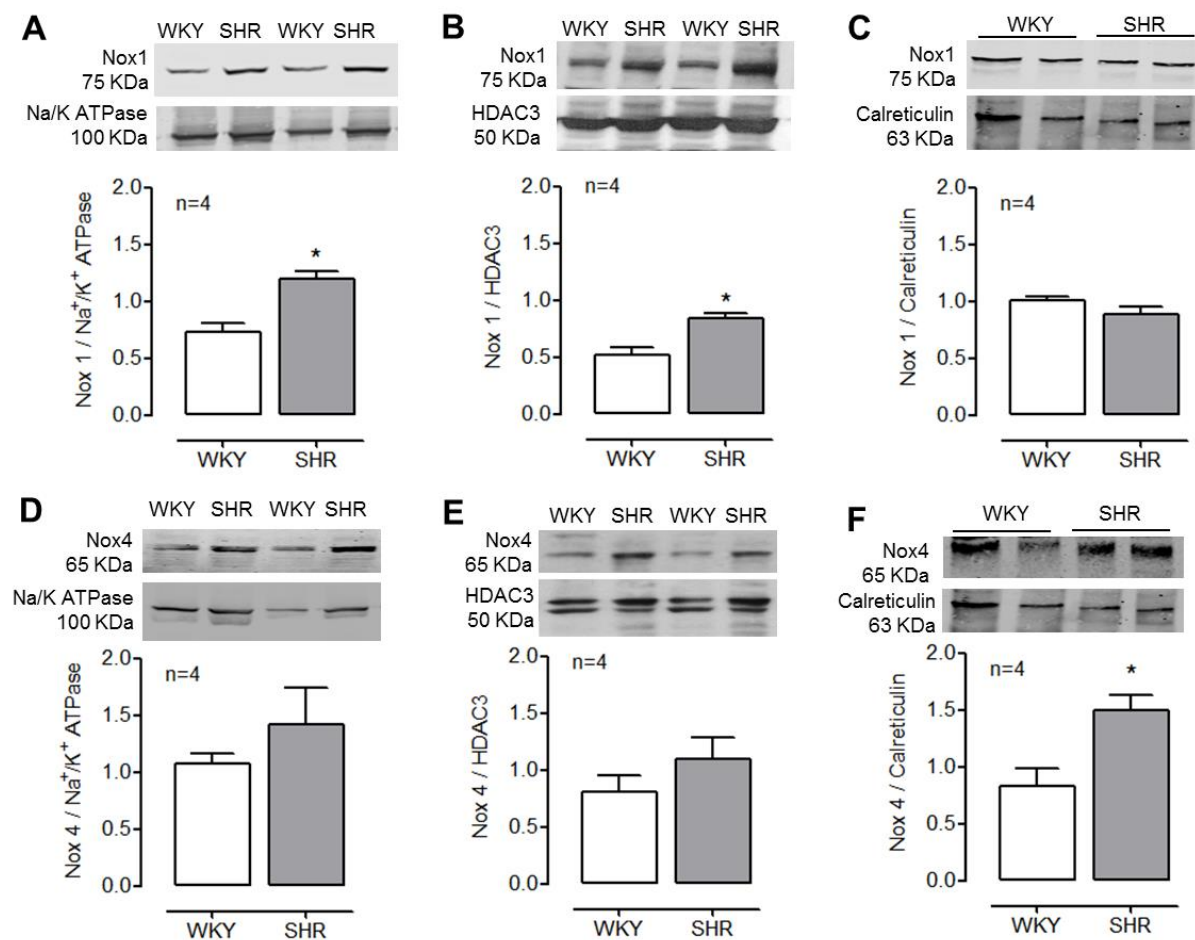 A
WKY SHR WKY SHR
Nox1
75 KDa
Na/K ATPase
100 KDa
2.0
1.5
1.0
0.5
0.0
n=4
*
Nox 1 / Na+/K+ ATPase
WKY SHR
B
WKY SHR WKY SHR
Nox1
75 KDa
HDAC3
50 KDa
2.0
1.5
1.0
0.5
0.0
n=4
*
Nox 1 / HDAC3
WKY SHR
C
WKY SHR
Nox1
75 KDa
Calreticulin
63 KDa
2.0
1.5
1.0
0.5
0.0
n=4
Nox 1 / Calreticulin
WKY SHR
D
WKY SHR WKY SHR
Nox4
65 KDa
Na/K ATPase
100 KDa
2.0
1.5
1.0
0.5
0.0
n=4
Nox 4 / Na+/K+ ATPase
WKY SHR
E
WKY SHR WKY SHR
Nox4
65 KDa
HDAC3
50 KDa
2.0
1.5
1.0
0.5
0.0
n=4
Nox 4 / HDAC3
WKY SHR
F
WKY SHR
Nox4
65 KDa
Calreticulin
63 KDa
2.0
1.5
1.0
0.5
0.0
n=4
*
Nox 4 / Calreticulin
WKY SHR